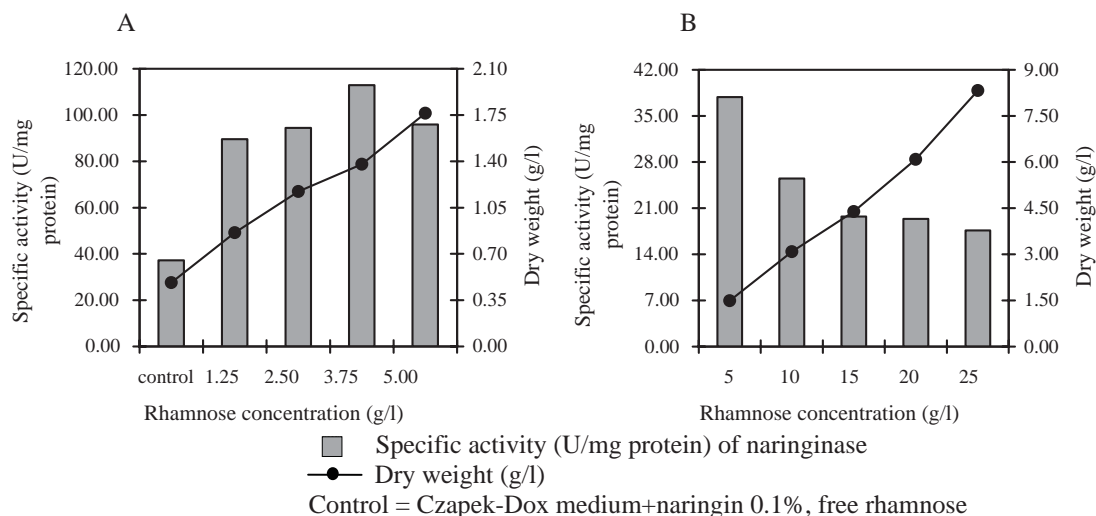 A
B
120.00
100.00
80.00
60.00
40.00
20.00
0.00
Specific activity (U/mg
protein)
2.10
1.75
1.40
1.05
0.70
0.35
0.00
Dry weight (g/l)
control 1.25 2.50 3.75 5.00
Rhamnose concentration (g/l)
42.00
35.00
28.00
21.00
14.00
7.00
0.00
Specific activity (U/mg
protein)
9.00
7.50
6.00
4.50
3.00
1.50
0.00
Dry weight (g/l)
5 10 15 20 25
Rhamnose concentration (g/l)
Specific activity (U/mg protein) of naringinase
Dry weight (g/l)
Control = Czapek-Dox medium+naringin 0.1%, free rhamnose